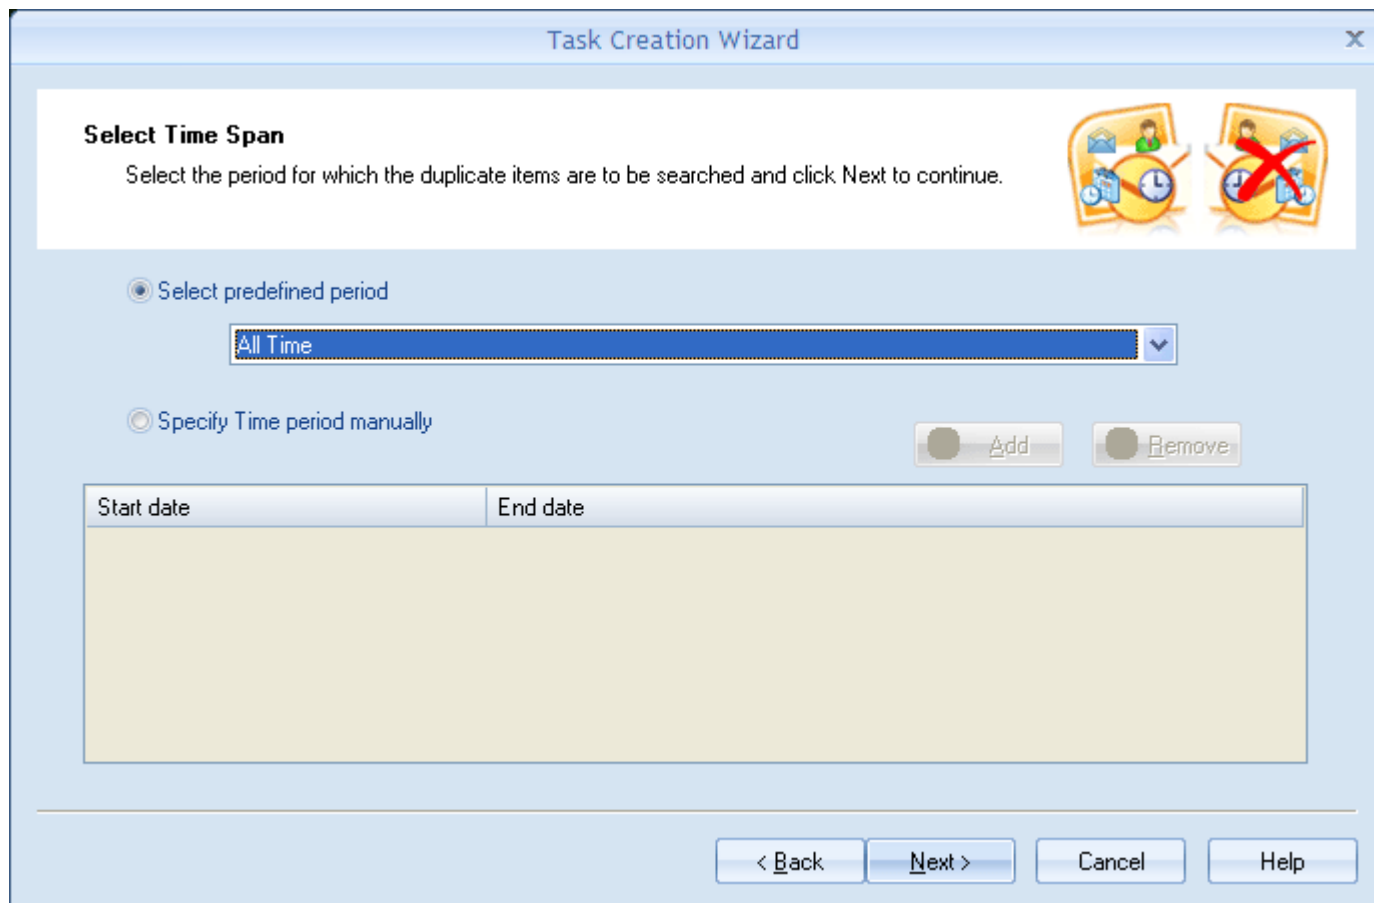 Task Creation Wizard
Select Time Span
Select the period for which the duplicate items are to be searched and click Next to continue.
Select predefined period
All Time
Specify Time period manually
Add Remove
Start date End date
< Back Next > Cancel Help